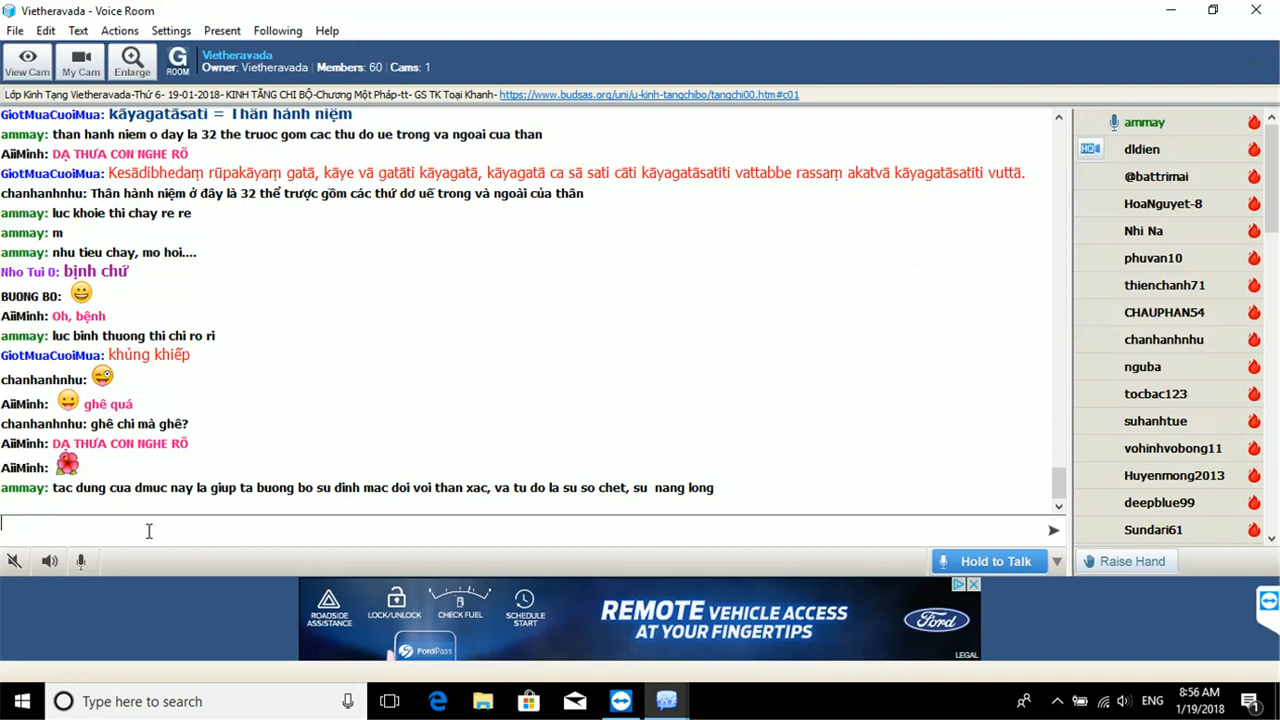 Vietheravada - Voice Room
File Edit Text Actions Settings Present Following Help
View Cam My Cam Enlarge G ROOM
Vietheravada
Owner: Vietheravada | Members: 60 | Cams: 1
Lớp Kinh Tạng Vietheravada-Thứ 6- 19-01-2018- KINH TĂNG CHI BỘ-Chương Một Pháp-tt- GS TK Toại Khanh- https://www.budsas.org/uni/u-kinh-tangchibo/tangchi00.htm#c01
GiotMuaCuoiMua: kāyagatāsati = Thân hành niệm
ammay: than hanh niem o day la 32 the truoc gom cac thu do ue trong va ngoai cua than
AiiMinh: DẠ THƯA CON NGHE RÕ
GiotMuaCuoiMua: Kesādibhedaṃ rūpakāyaṃ gatā, kāye vā gatāti kāyagatā, kāyagatā ca sā sati cāti kāyagatāsatīti vattabbe rassaṃ akatvā kāyagatāsatīti vuttā.
chanhanhnhu: Thân hành niệm ở đây là 32 thể trược gồm các thứ dơ uế trong và ngoài của thân
ammay: luc khoie thi chay re re
ammay: m
ammay: nhu tieu chay, mo hoi....
Nho Tui 0: bịnh chứ
BUONG BO:
AiiMinh: Oh, bệnh
ammay: luc binh thuong thi chi ro ri
GiotMuaCuoiMua: khủng khiếp
chanhanhnhu:
AiiMinh: ghê quá
chanhanhnhu: ghê chi mà ghê?
AiiMinh: DẠ THƯA CON NGHE RÕ
AiiMinh:
ammay: tac dung cua dmuc nay la giup ta buong bo su dinh mac doi voi than xac, va tu do la su so chet, su nang long
ammay
HQ dldien
@battrimai
HoaNguyet-8
Nhi Na
phuvan10
thienchanh71
CHAUPHAN54
chanhanhnhu
nguba
tocbac123
suhanhtue
vohinhvobong11
Huyenmong2013
deepblue99
Sundari61
Hold to Talk
Raise Hand
ROADSIDE ASSISTANCE
LOCK/UNLOCK
CHECK FUEL
SCHEDULE START
FordPass
REMOTE VEHICLE ACCESS
AT YOUR FINGERTIPS
Ford
LEGAL
Type here to search
ENG
8:56 AM
1/19/2018
1